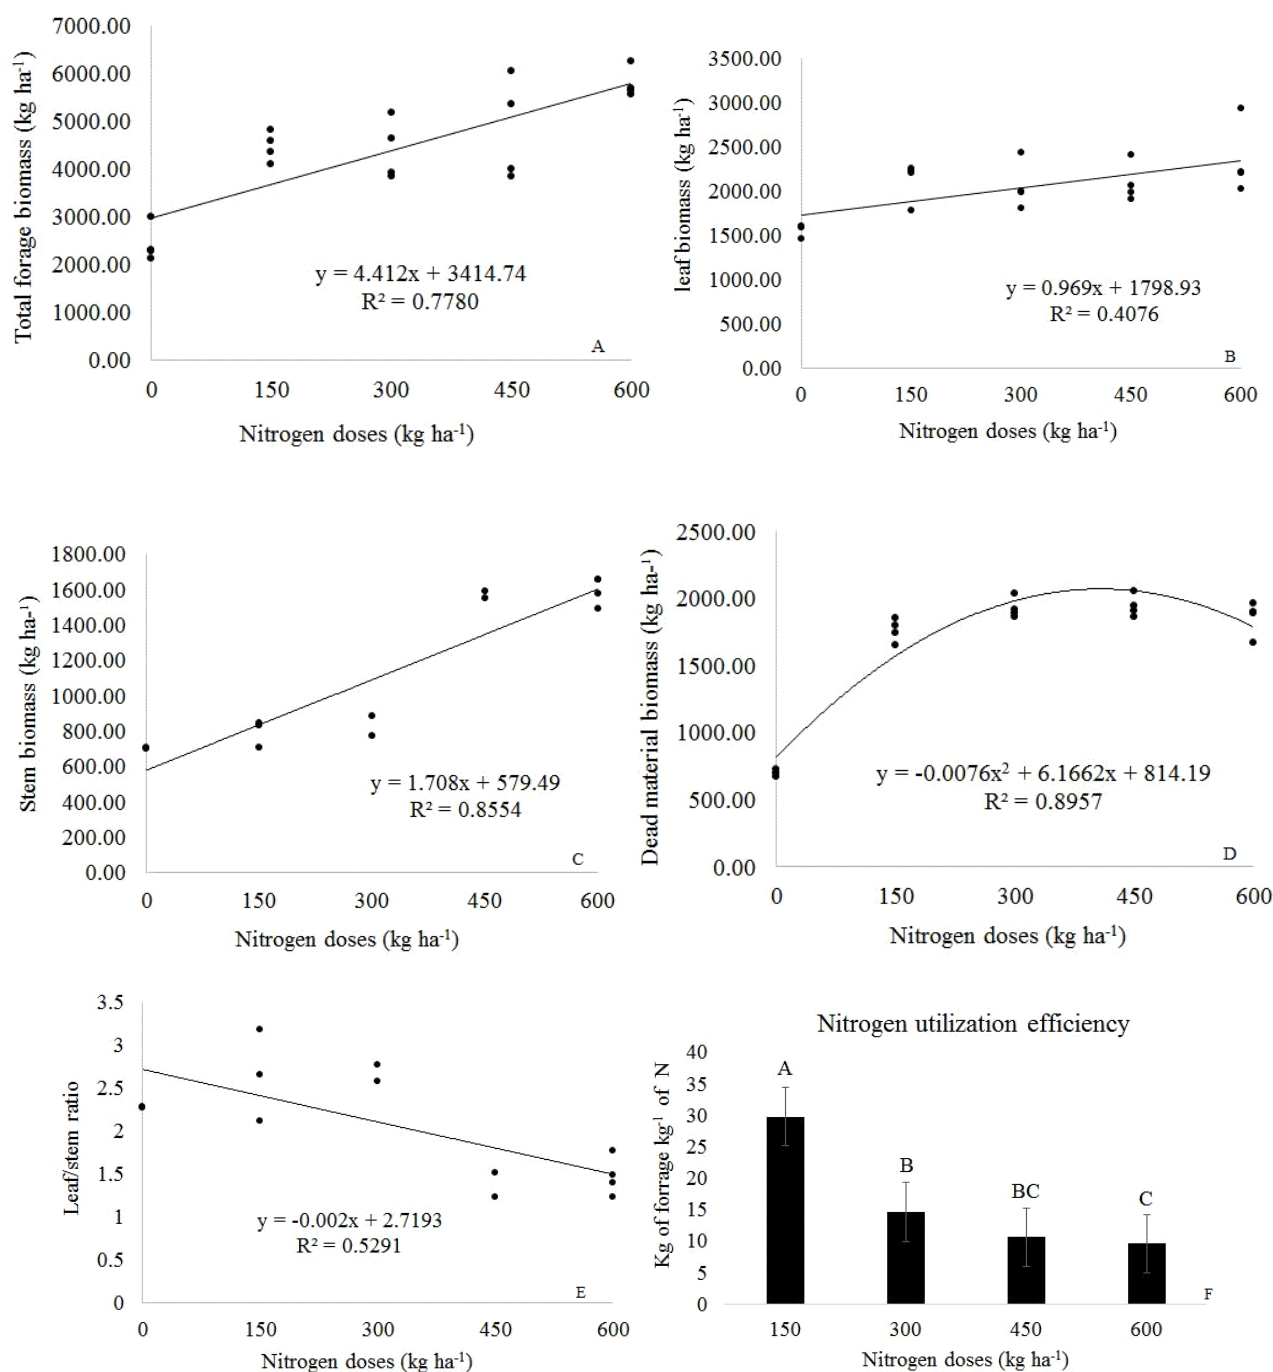 7000.00
6000.00
5000.00
4000.00
3000.00
2000.00
1000.00
0.00
Total forage biomass (kg ha-1)
y = 4.412x + 3414.74
R² = 0.7780
A
0 150 300 450 600
Nitrogen doses (kg ha-1)
3500.00
3000.00
2500.00
2000.00
1500.00
1000.00
500.00
0.00
leaf biomass (kg ha-1)
y = 0.969x + 1798.93
R² = 0.4076
B
0 150 300 450 600
Nitrogen doses (kg ha-1)
1800.00
1600.00
1400.00
1200.00
1000.00
800.00
600.00
400.00
200.00
0.00
Stem biomass (kg ha-1)
y = 1.708x + 579.49
R² = 0.8554
C
0 150 300 450 600
Nitrogen doses (kg ha-1)
2500.00
2000.00
1500.00
1000.00
500.00
0.00
Dead material biomass (kg ha-1)
y = -0.0076x² + 6.1662x + 814.19
R² = 0.8957
D
0 150 300 450 600
Nitrogen doses (kg ha-1)
3.5
3
2.5
2
1.5
1
0.5
0
Leaf/stem ratio
y = -0.002x + 2.7193
R² = 0.5291
E
0 150 300 450 600
Nitrogen doses (kg ha-1)
Nitrogen utilization efficiency
40
35
30
25
20
15
10
5
0
Kg of forrage kg-1 of N
A
B
BC
C
F
150 300 450 600
Nitrogen doses (kg ha-1)